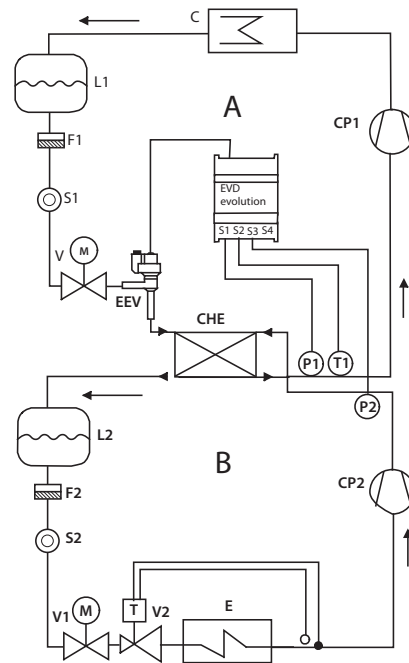 C
L1
A
CP1
F1
EVD
evolution
S1 S2 S3 S4
S1
V M
EEV
CHE
P1 T1
P2
L2
B
F2
CP2
S2
V1 M T V2 E